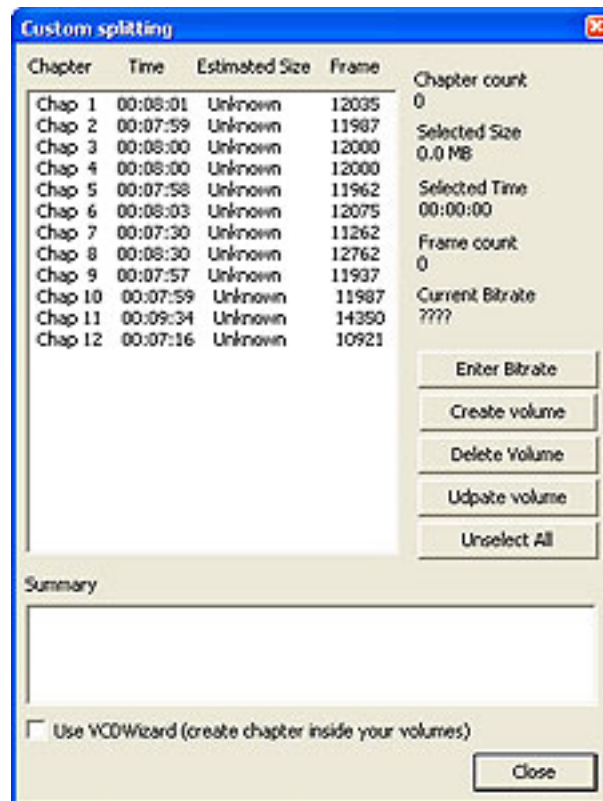 Custom splitting
Chapter Time Estimated Size Frame
Chap 1 00:08:01 Unknown 12035
Chap 2 00:07:59 Unknown 11987
Chap 3 00:08:00 Unknown 12000
Chap 4 00:08:00 Unknown 12000
Chap 5 00:07:58 Unknown 11962
Chap 6 00:08:03 Unknown 12075
Chap 7 00:07:30 Unknown 11262
Chap 8 00:08:30 Unknown 12762
Chap 9 00:07:57 Unknown 11937
Chap 10 00:07:59 Unknown 11987
Chap 11 00:09:34 Unknown 14350
Chap 12 00:07:16 Unknown 10921
Chapter count
0
Selected Size
0.0 MB
Selected Time
00:00:00
Frame count
0
Current Bitrate
????
Enter Bitrate
Create volume
Delete Volume
Udpate volume
Unselect All
Summary
Use VCDWizard (create chapter inside your volumes)
Close